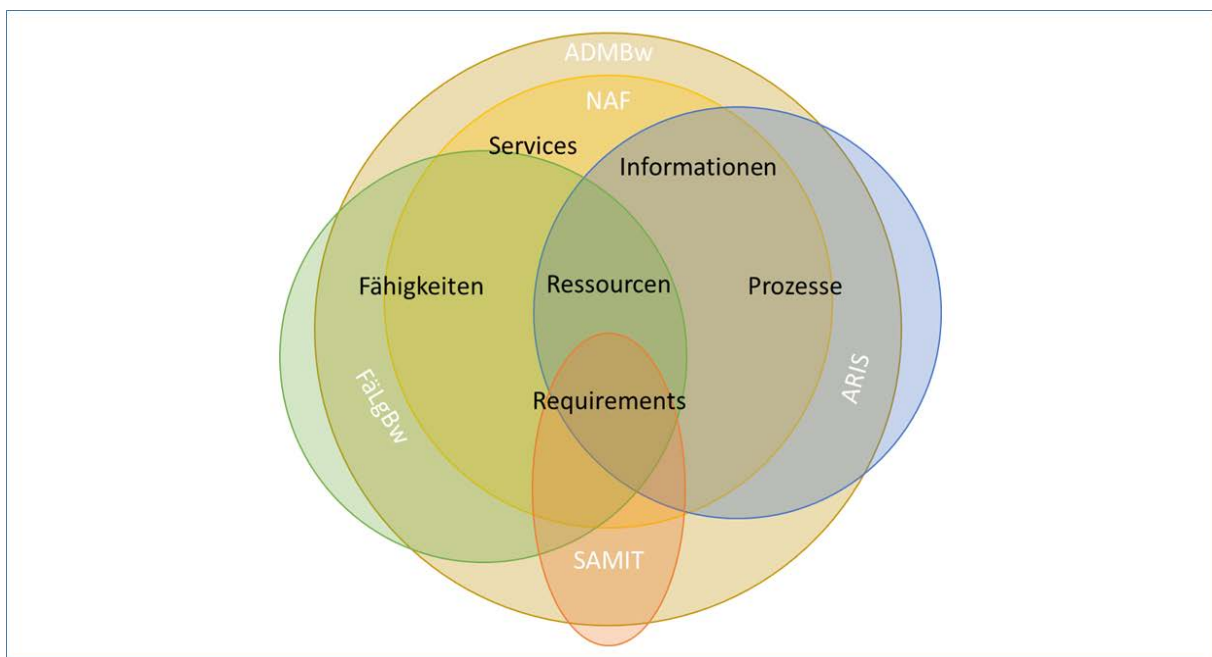 ADMBw
NAF
Services
Informationen
Fähigkeiten
Ressourcen
Prozesse
FäLgBw
ARIS
Requirements
SAMIT